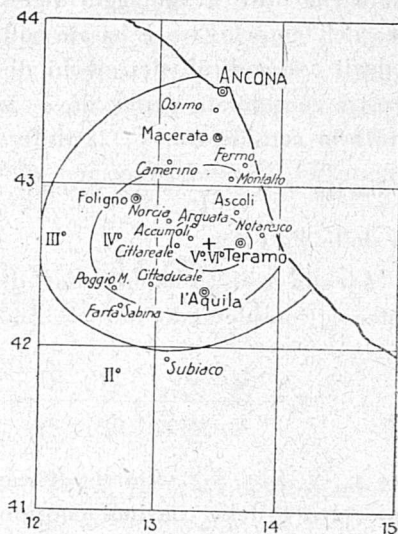 44
ANCONA
Osimo
Macerata
Fermo
Camerino
Montalto
43
Foligno
Ascoli
Norcia
Arquata
Notaresco
Accumoli
III°
IV°
Cittareale
V°.VI°
Teramo
Poggio M.
Cittaducale
l'Aquila
Farfa Sabina
42
II°
Subiaco
41
12
13
14
15